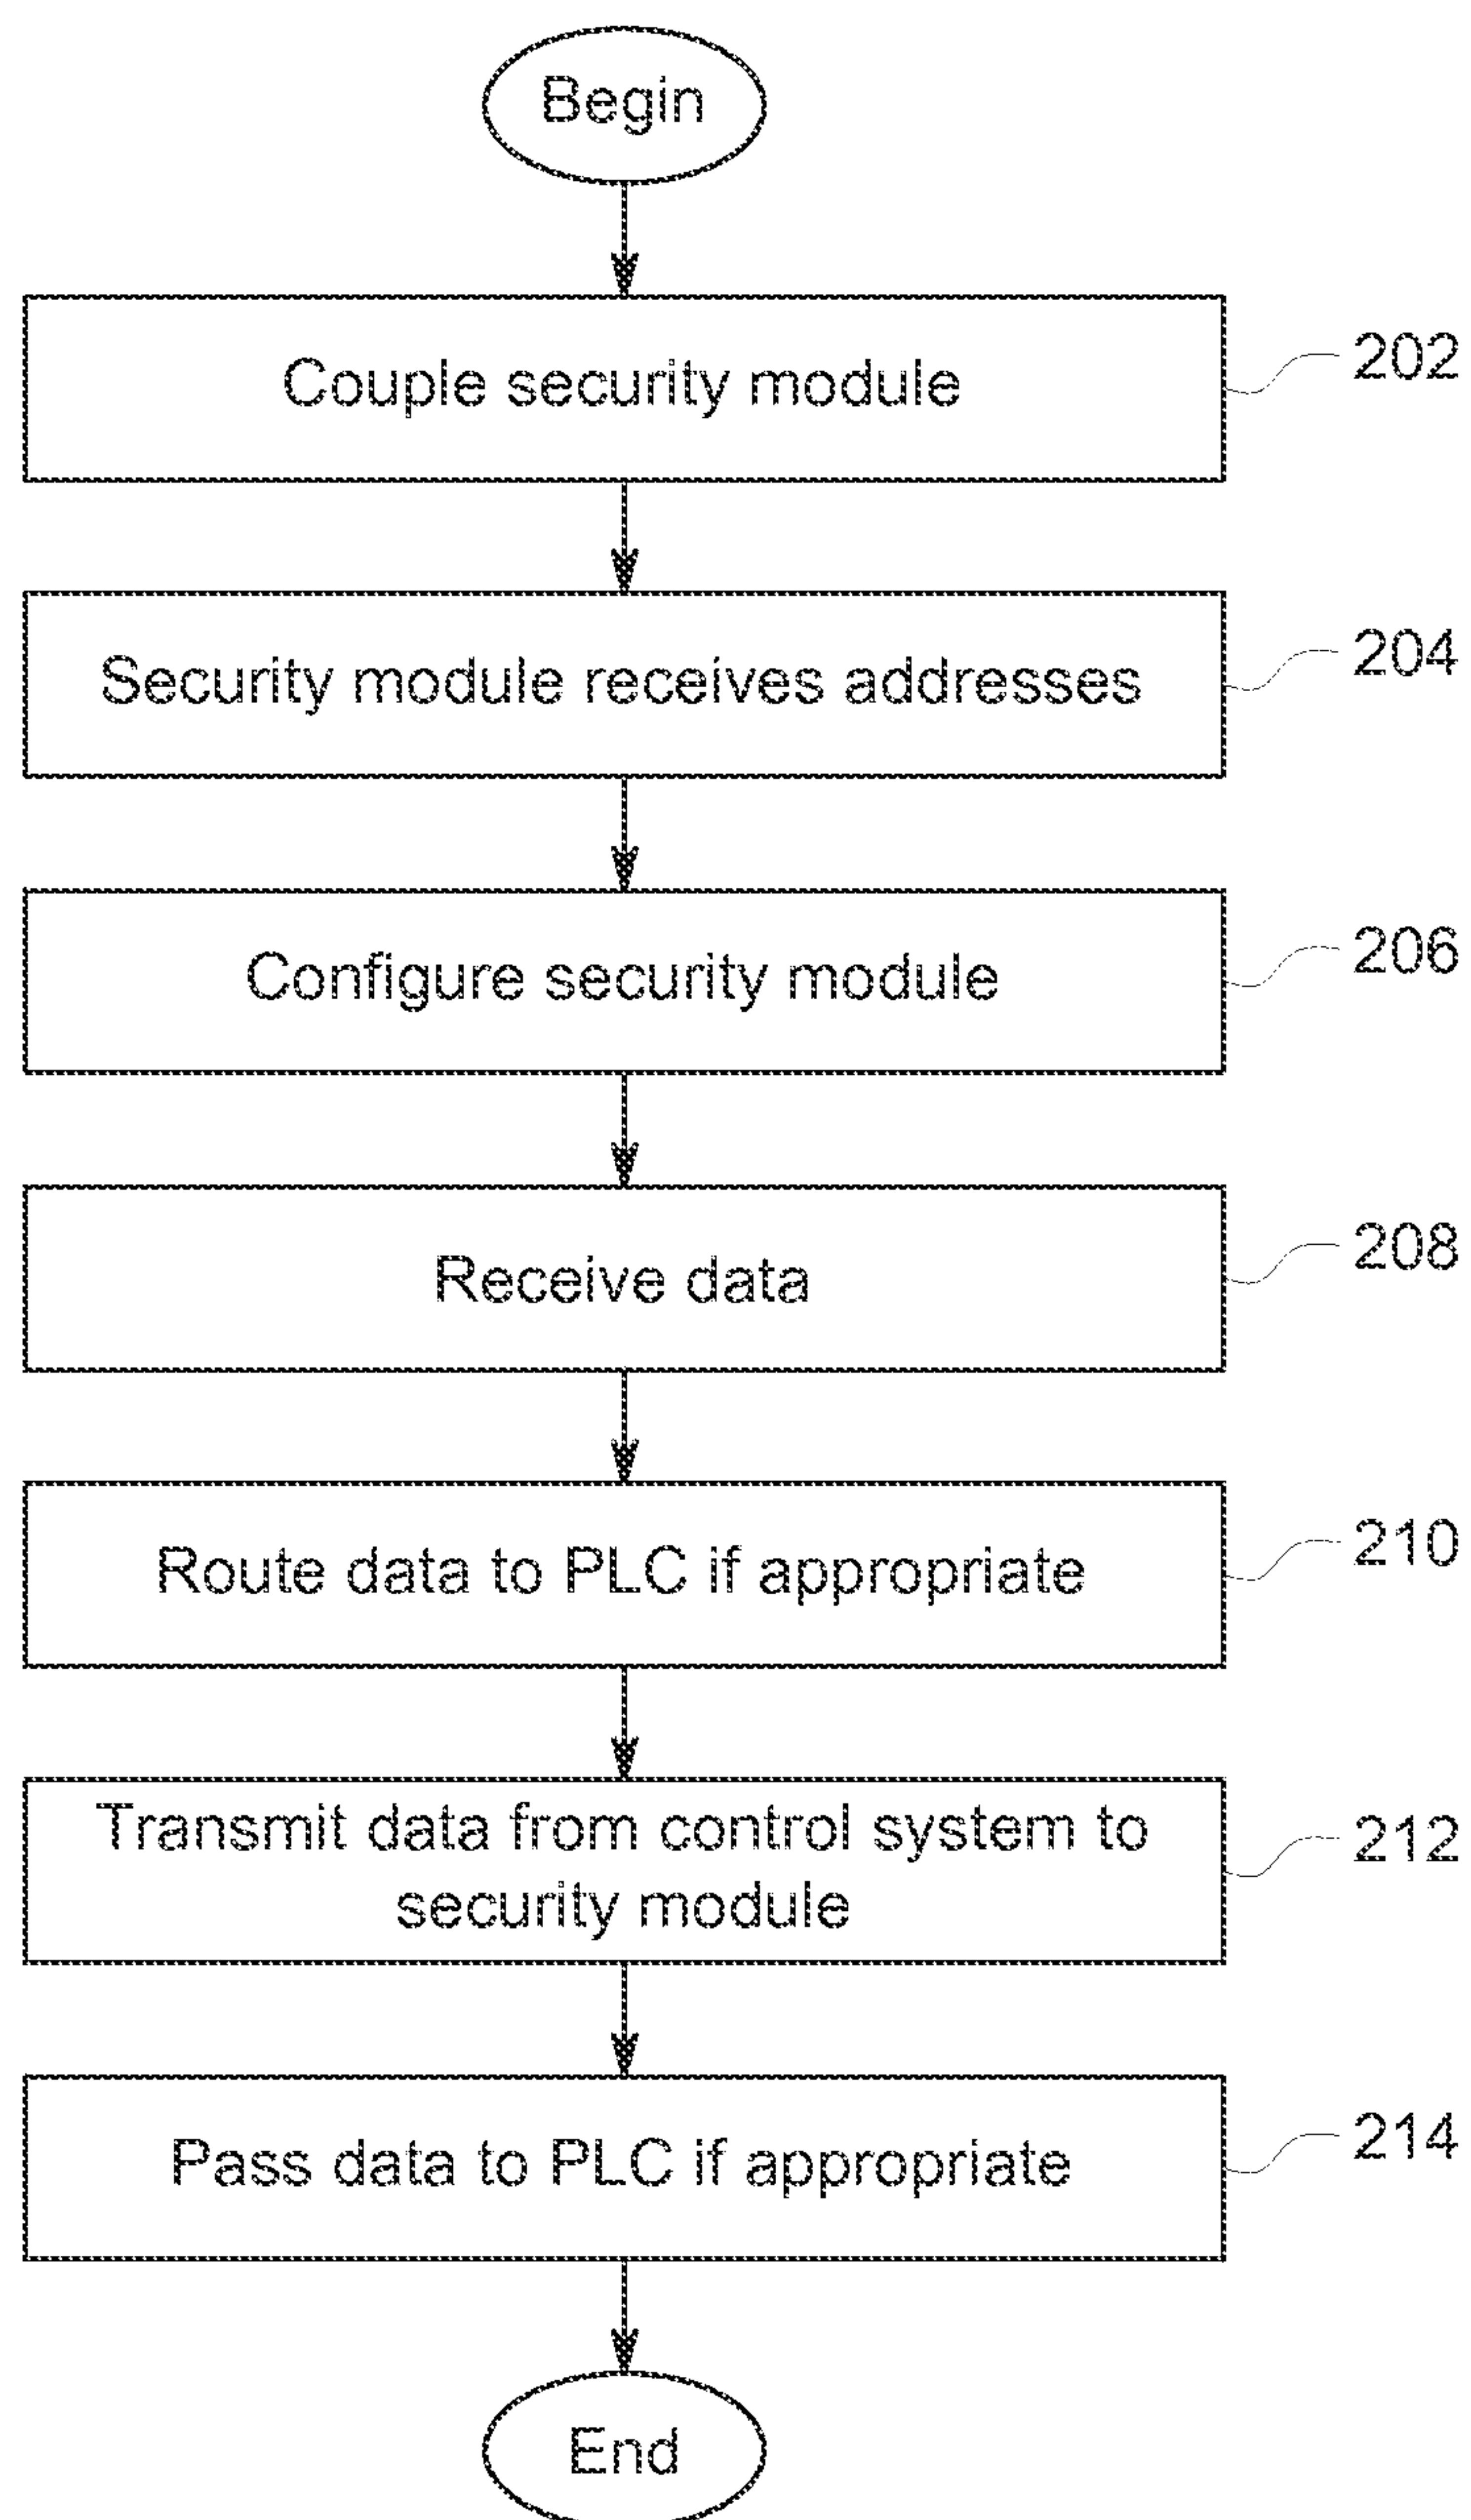 Begin
Couple security module
202
Security module receives addresses
204
Configure security module
206
Receive data
208
Route data to PLC if appropriate
210
Transmit data from control system to
security module
212
Pass data to PLC if appropriate
214
End